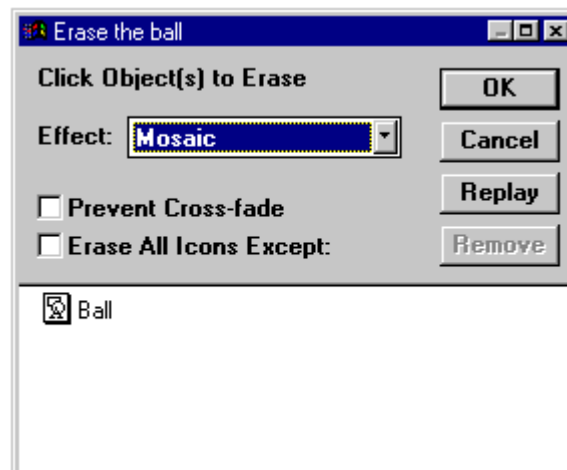 Erase the ball
Click Object(s) to Erase
OK
Effect: Mosaic
Cancel
Prevent Cross-fade
Replay
Erase All Icons Except:
Remove
Ball